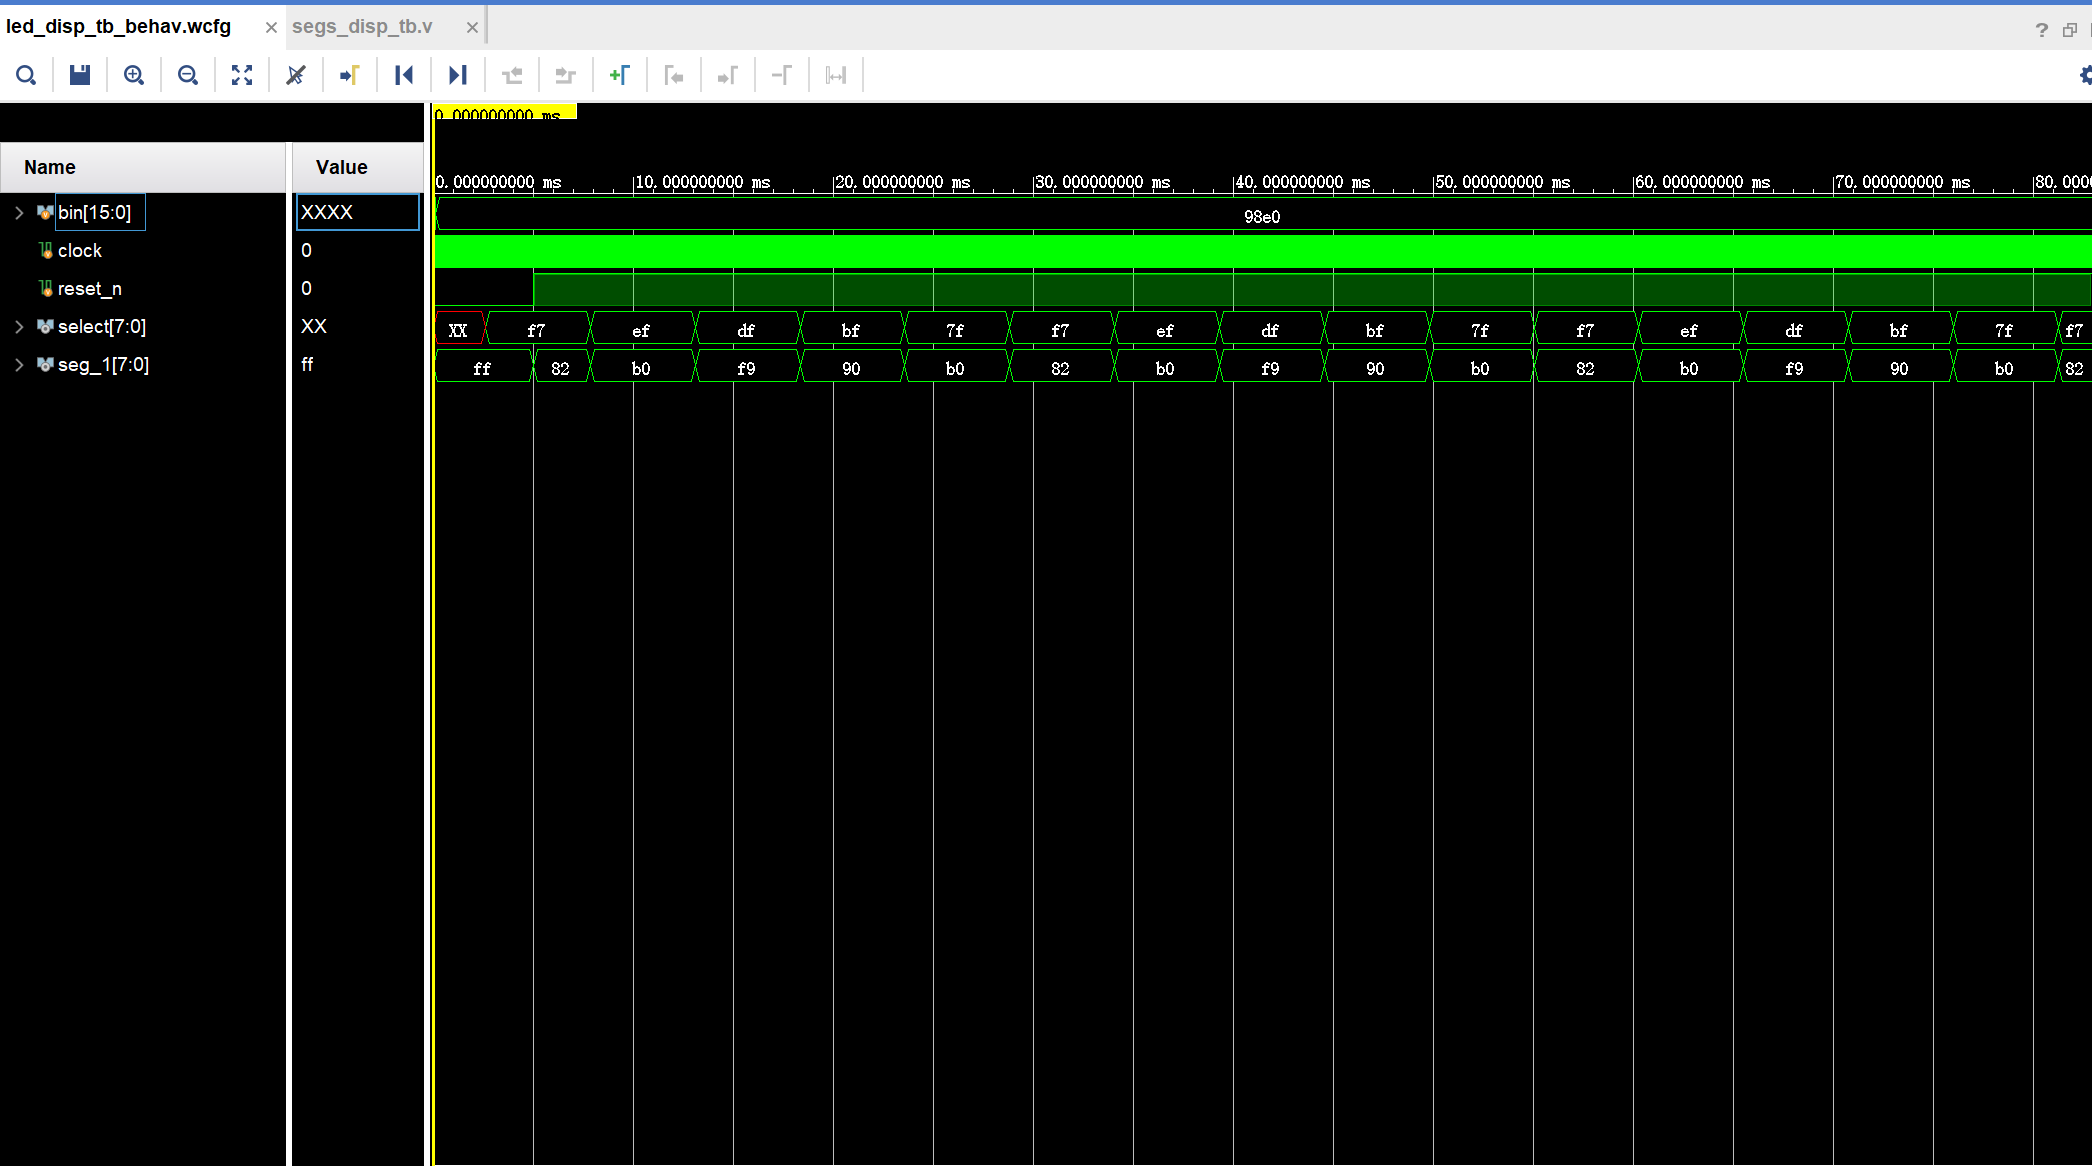 led_disp_tb_behav.wcfg × segs_disp_tb.v × ?
0.000000000 ms
Name Value
0.000000000 ms 10.000000000 ms 20.000000000 ms 30.000000000 ms 40.000000000 ms 50.000000000 ms 60.000000000 ms 70.000000000 ms 80.000
bin[15:0] XXXX 98e0
clock 0
reset_n 0
select[7:0] XX XX f7 ef df bf 7f f7 ef df bf 7f f7 ef df bf 7f f7
seg_1[7:0] ff ff 82 b0 f9 90 b0 82 b0 f9 90 b0 82 b0 f9 90 b0 82